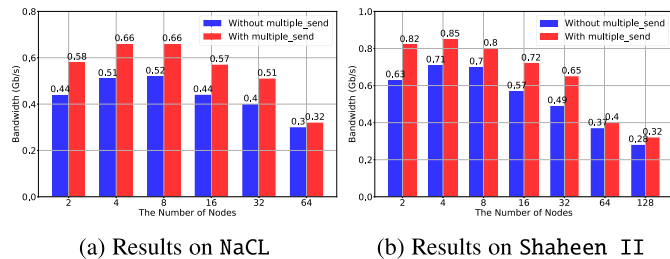 Without multiple_send
With multiple_send
Bandwidth (Gb/s)
0.8
0.6
0.4
0.2
0.0
0.44 0.58 0.51 0.66 0.52 0.66 0.44 0.57 0.4 0.51 0.3 0.32
2 4 8 16 32 64
The Number of Nodes
(a) Results on NaCL
Without multiple_send
With multiple_send
Bandwidth (Gb/s)
1.0
0.8
0.6
0.4
0.2
0.0
0.63 0.82 0.71 0.85 0.7 0.8 0.57 0.72 0.49 0.65 0.37 0.4 0.28 0.32
2 4 8 16 32 64 128
The Number of Nodes
(b) Results on Shaheen II